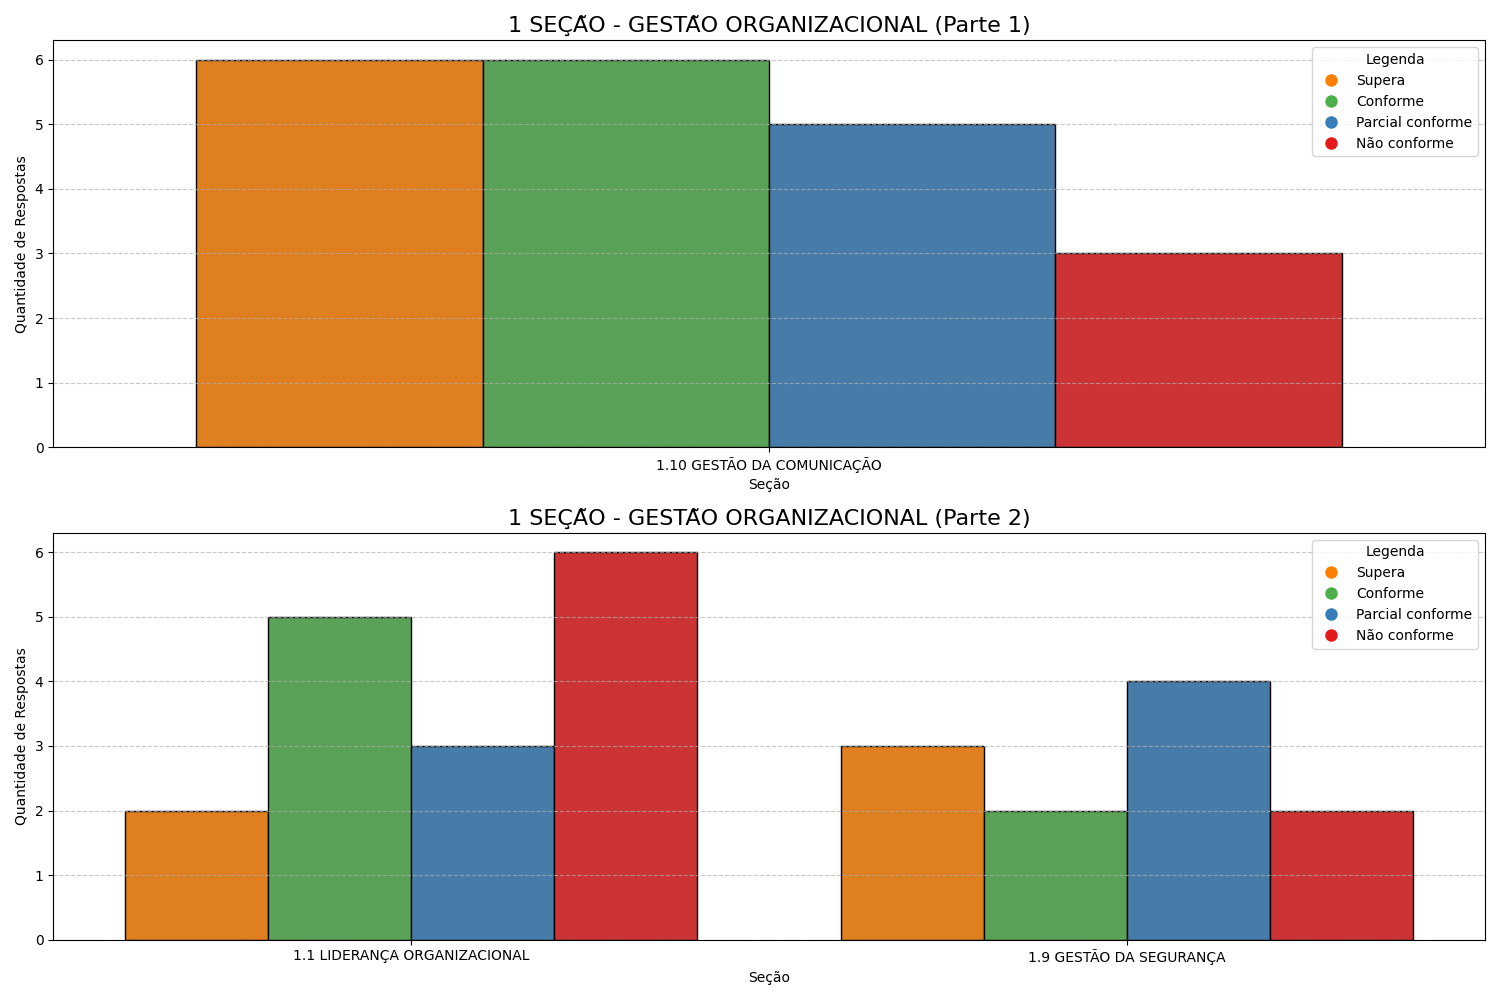 1 SEÇÃO - GESTÃO ORGANIZACIONAL (Parte 1)
Quantidade de Respostas
6
5
4
3
2
1
0
Legenda
Supera
Conforme
Parcial conforme
Não conforme
1.10 GESTÃO DA COMUNICAÇÃO
Seção
1 SEÇÃO - GESTÃO ORGANIZACIONAL (Parte 2)
Quantidade de Respostas
6
5
4
3
2
1
0
Legenda
Supera
Conforme
Parcial conforme
Não conforme
1.1 LIDERANÇA ORGANIZACIONAL
1.9 GESTÃO DA SEGURANÇA
Seção